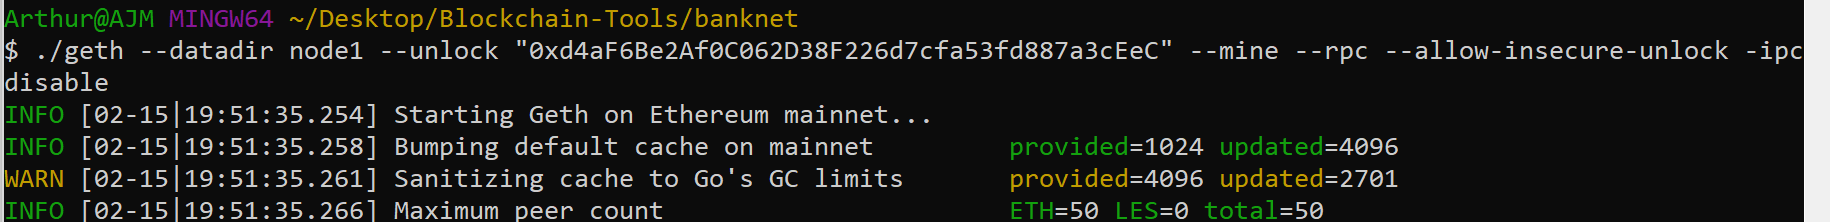 Arthur@AJM MINGW64 ~/Desktop/Blockchain-Tools/banknet
$ ./geth --datadir node1 --unlock "0xd4aF6Be2Af0C062D38F226d7cfa53fd887a3cEeC" --mine --rpc --allow-insecure-unlock -ipc
disable
INFO [02-15|19:51:35.254] Starting Geth on Ethereum mainnet...
INFO [02-15|19:51:35.258] Bumping default cache on mainnet         provided=1024 updated=4096
WARN [02-15|19:51:35.261] Sanitizing cache to Go's GC limits       provided=4096 updated=2701
INFO [02-15|19:51:35.266] Maximum peer count                       ETH=50 LES=0 total=50